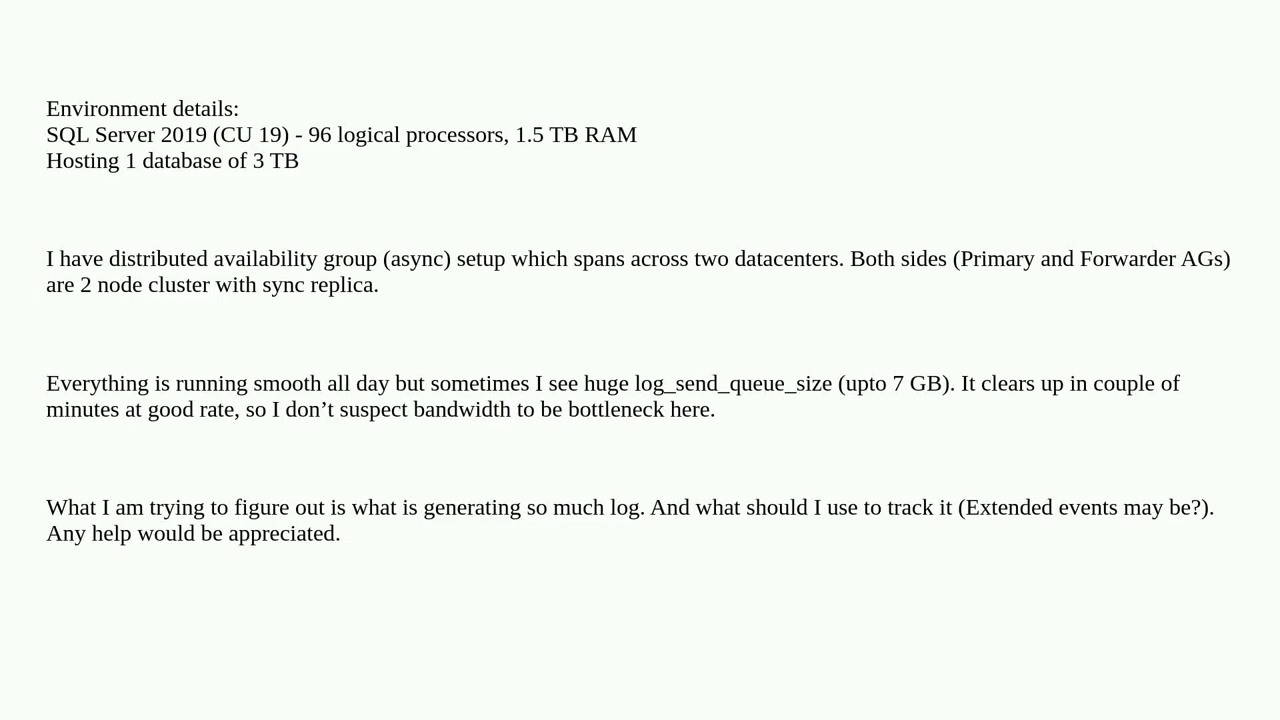 Environment details:
SQL Server 2019 (CU 19) - 96 logical processors, 1.5 TB RAM
Hosting 1 database of 3 TB
I have distributed availability group (async) setup which spans across two datacenters. Both sides (Primary and Forwarder AGs)
are 2 node cluster with sync replica.
Everything is running smooth all day but sometimes I see huge log_send_queue_size (upto 7 GB). It clears up in couple of
minutes at good rate, so I don’t suspect bandwidth to be bottleneck here.
What I am trying to figure out is what is generating so much log. And what should I use to track it (Extended events may be?).
Any help would be appreciated.